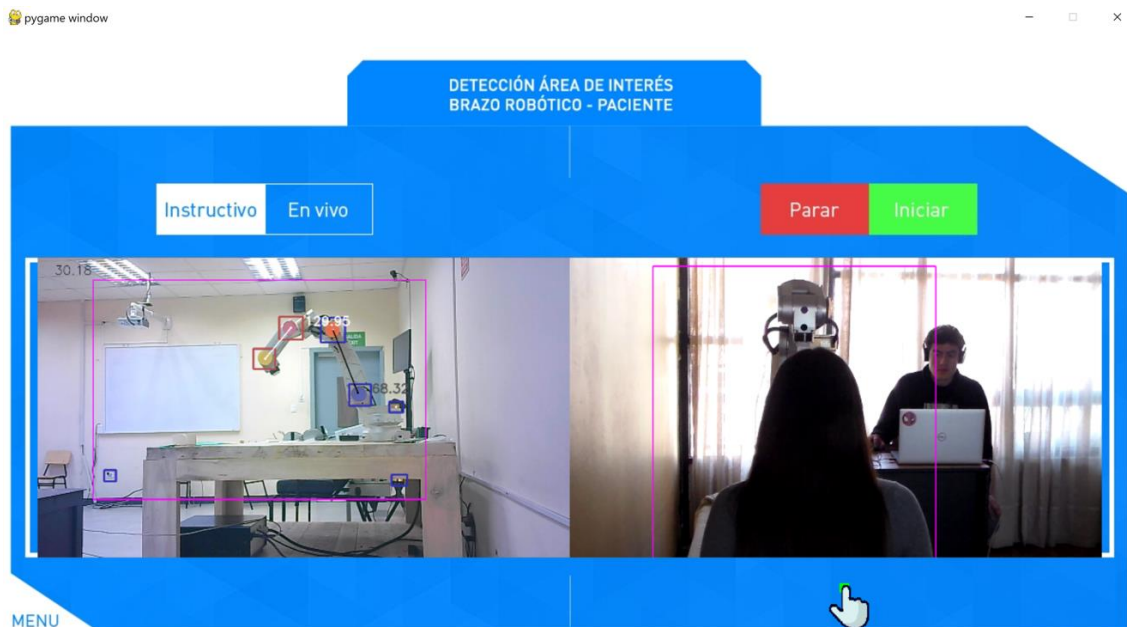 pygame window
DETECCIÓN ÁREA DE INTERÉS
BRAZO ROBÓTICO - PACIENTE
Instructivo
En vivo
Parar
Iniciar
30.18
68.32
MENU